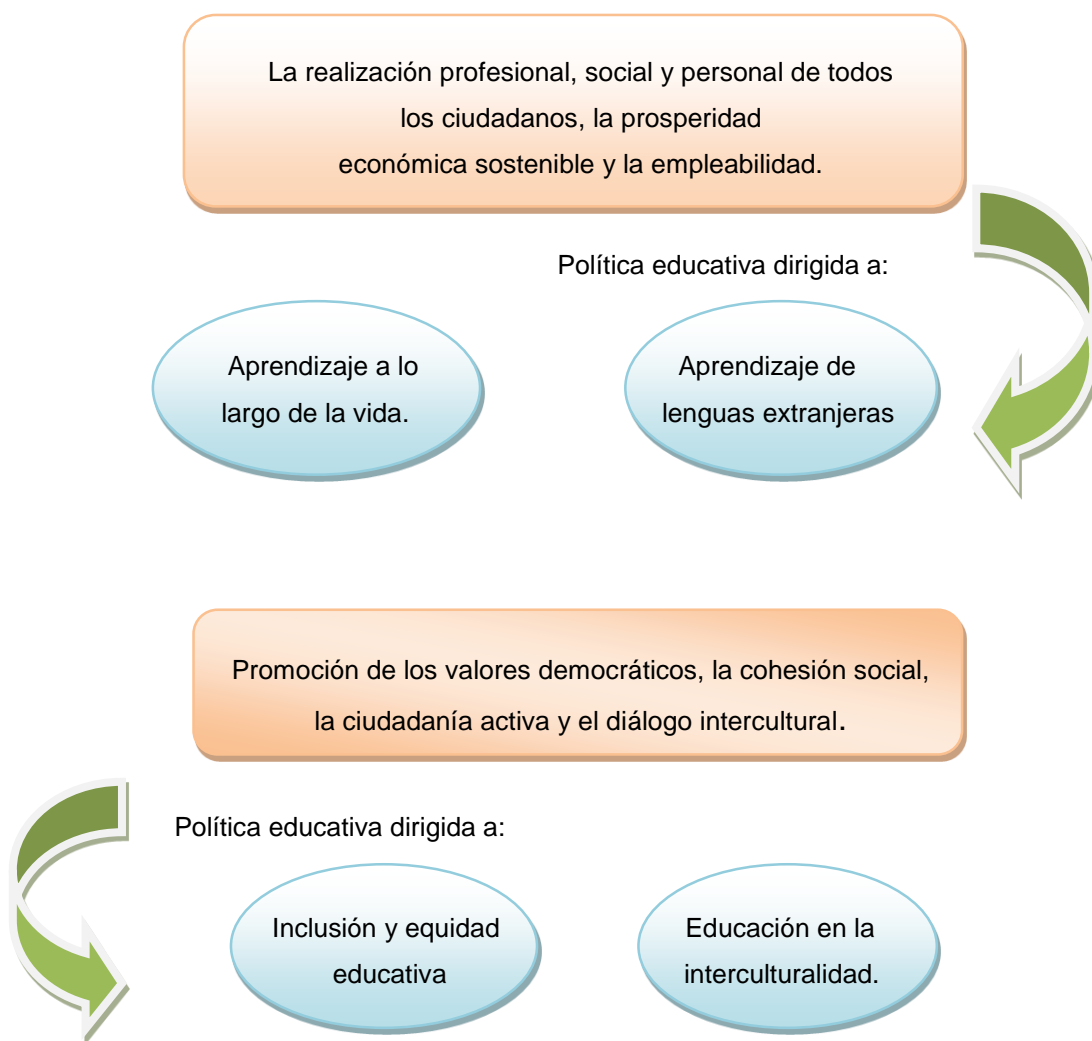 La realización profesional, social y personal de todos
los ciudadanos, la prosperidad
económica sostenible y la empleabilidad.
Política educativa dirigida a:
Aprendizaje a lo
largo de la vida.
Aprendizaje de
lenguas extranjeras
Promoción de los valores democráticos, la cohesión social,
la ciudadanía activa y el diálogo intercultural.
Política educativa dirigida a:
Inclusión y equidad
educativa
Educación en la
interculturalidad.